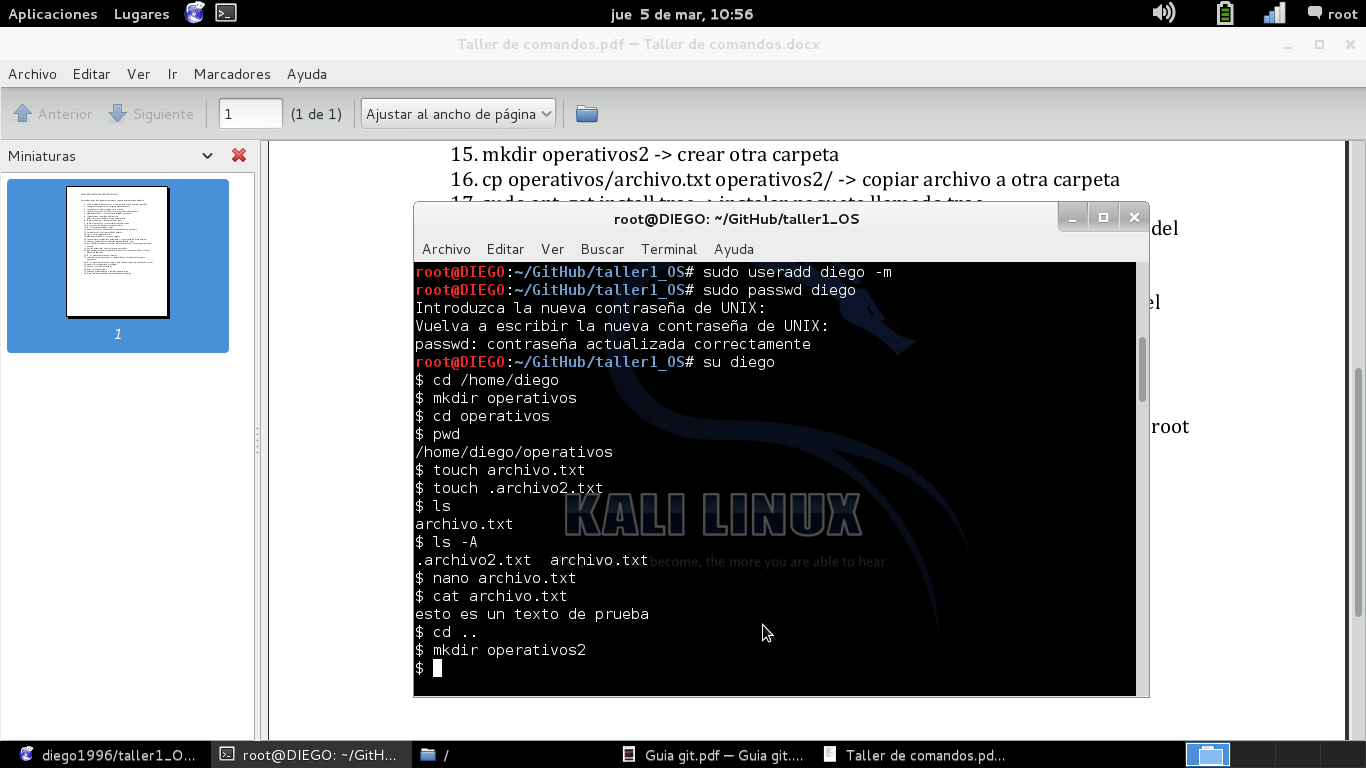 Aplicaciones Lugares jue 5 de mar, 10:56 root
Taller de comandos.pdf — Taller de comandos.docx
Archivo Editar Ver Ir Marcadores Ayuda
Anterior Siguiente 1 (1 de 1) Ajustar al ancho de página
Miniaturas
1
15. mkdir operativos2 -> crear otra carpeta
16. cp operativos/archivo.txt operativos2/ -> copiar archivo a otra carpeta
del
el
root
root@DIEGO: ~/GitHub/taller1_OS
Archivo Editar Ver Buscar Terminal Ayuda
root@DIEGO:~/GitHub/taller1_OS# sudo useradd diego -m
root@DIEGO:~/GitHub/taller1_OS# sudo passwd diego
Introduzca la nueva contraseña de UNIX:
Vuelva a escribir la nueva contraseña de UNIX:
passwd: contraseña actualizada correctamente
root@DIEGO:~/GitHub/taller1_OS# su diego
$ cd /home/diego
$ mkdir operativos
$ cd operativos
$ pwd
/home/diego/operativos
$ touch archivo.txt
$ touch .archivo2.txt
$ ls
archivo.txt
$ ls -A
.archivo2.txt archivo.txt
$ nano archivo.txt
$ cat archivo.txt
esto es un texto de prueba
$ cd ..
$ mkdir operativos2
$
KALI LINUX
become, the more you are able to hear.
diego1996/taller1_O... root@DIEGO: ~/GitH... / Guia git.pdf — Guia git.... Taller de comandos.pd...